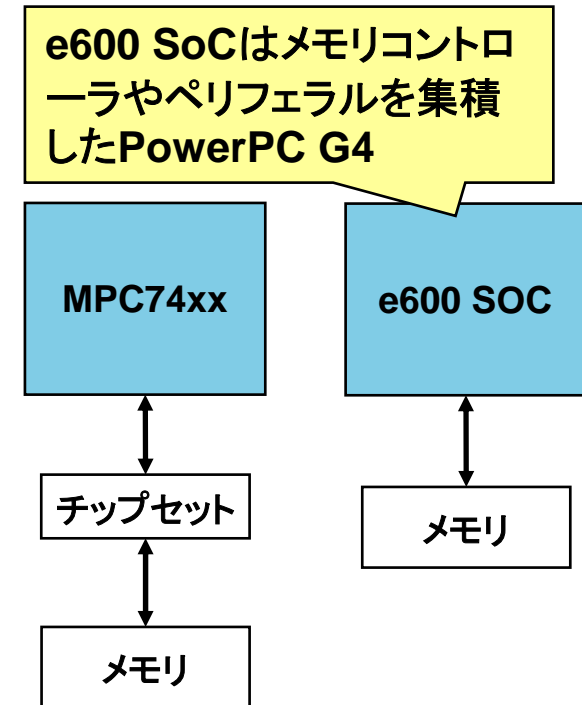 e600 SoCはメモリコントロ
ーラやペリフェラルを集積
したPowerPC G4
MPC74xx
e600 SOC
チップセット
メモリ
メモリ